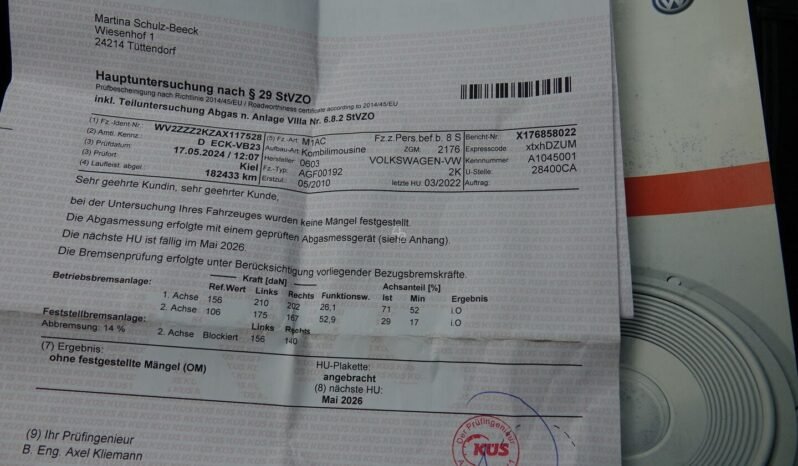 Martina Schulz-Beeck
Wiesenhof 1
24214 Tüttendorf
Hauptuntersuchung nach § 29 StVZO
Prüfbescheinigung nach Richtlinie 2014/45/EU / Roadworthiness certificate according to 2014/45/EU
inkl. Teiluntersuchung Abgas n. Anlage VIIIa Nr. 6.8.2 StVZO
(1) Fz.-Ident-Nr. WV2ZZZ2KZAX117528 (5) Fz.-Art M1AC Fz.z.Pers.bef.b. 8 S Bericht-Nr. X176858022
(2) Amtl. Kennz. D ECK-VB23 Aufbau-Art Kombilimousine ZGM: 2176 Expresscode xtxhDZUM
(3) Prüfdatum 17.05.2024 / 12:07 Hersteller 0603 VOLKSWAGEN-VW Kennnummer A1045001
(3) Prüfort Kiel Fz.-Typ: AGF00192 2K U-Stelle: 28400CA
(4) Laufleist. abgel. 182433 km Erstzul.: 05/2010 letzte HU 03/2022 Auftrag:
Sehr geehrte Kundin, sehr geehrter Kunde,
bei der Untersuchung Ihres Fahrzeuges wurden keine Mängel festgestellt.
Die Abgasmessung erfolgte mit einem geprüften Abgasmessgerät (siehe Anhang).
Die nächste HU ist fällig im Mai 2026.
Die Bremsenprüfung erfolgte unter Berücksichtigung vorliegender Bezugsbremskräfte.
Kraft [daN] Achsanteil [%]
Betriebsbremsanlage: Ref.Wert Links Rechts Funktionsw. Ist Min Ergebnis
1. Achse 156 210 202 26,1 71 52 i.O
2. Achse 106 175 167 52,9 29 17 i.O
Feststellbremsanlage: Links Rechts
Abbremsung: 14 % 2. Achse Blockiert 156 140
(7) Ergebnis: HU-Plakette:
ohne festgestellte Mängel (OM) angebracht
(8) nächste HU:
Mai 2026
(9) Ihr Prüfingenieur
B. Eng. Axel Kliemann
Der Prüfingenieur
KÜS